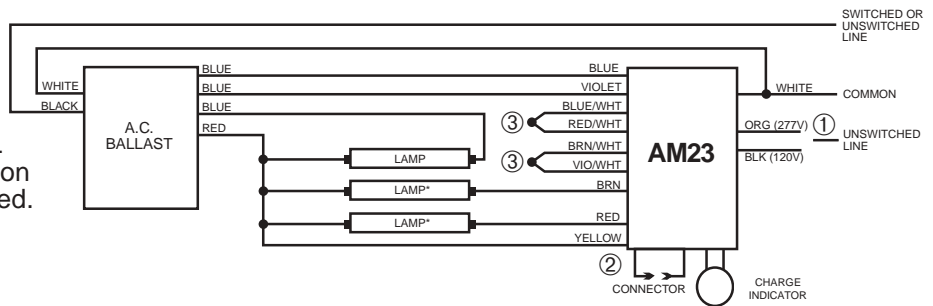 SWITCHED OR
UNSWITCHED
LINE
BLUE
BLUE
WHITE
BLUE
VIOLET
WHITE
COMMON
BLACK
BLUE
BLUE/WHT
③
RED/WHT
ORG (277V)
①
UNSWITCHED
LINE
A.C.
BALLAST
RED
BRN/WHT
③
VIO/WHT
AM23
BLK (120V)
.
on
ed.
LAMP
LAMP*
BRN
LAMP*
RED
YELLOW
②
CONNECTOR
CHARGE
INDICATOR